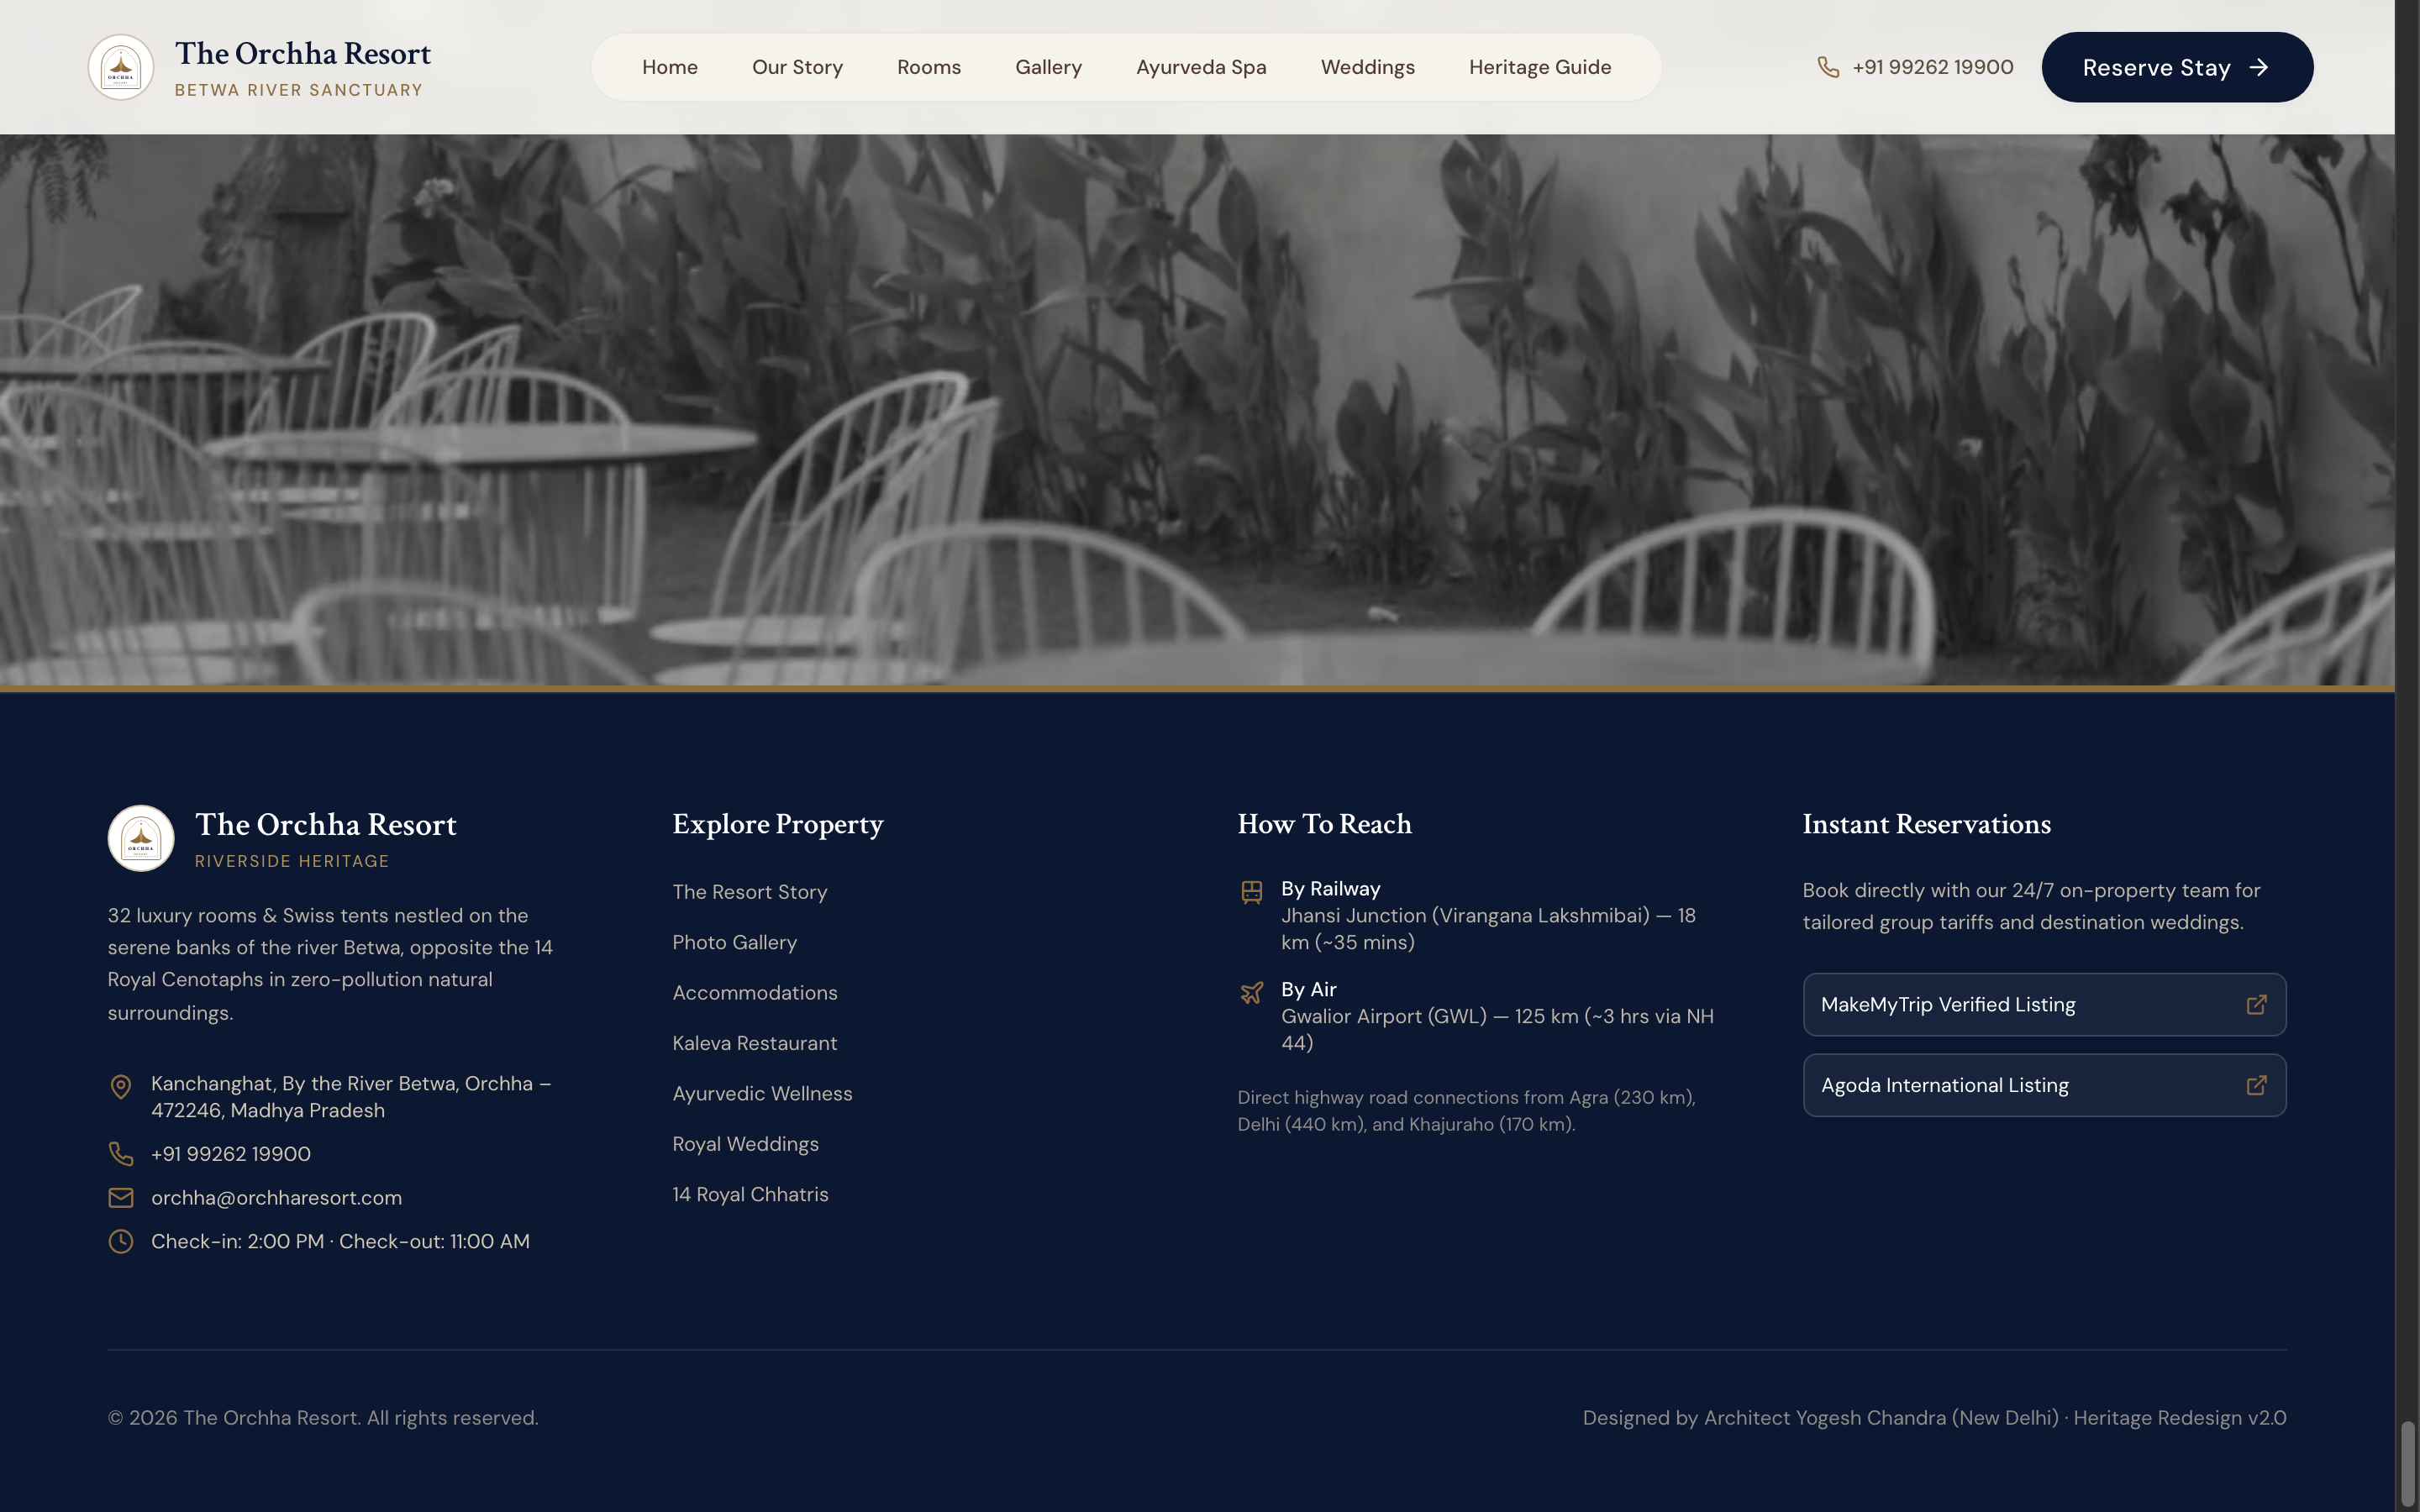 The Orchha Resort
BETWA RIVER SANCTUARY
Home
Our Story
Rooms
Gallery
Ayurveda Spa
Weddings
Heritage Guide
+91 99262 19900
Reserve Stay
ORCHHA
The Orchha Resort
RIVERSIDE HERITAGE
32 luxury rooms & Swiss tents nestled on the
serene banks of the river Betwa, opposite the 14
Royal Cenotaphs in zero-pollution natural
surroundings.
Kanchanghat, By the River Betwa, Orchha –
472246, Madhya Pradesh
+91 99262 19900
orchha@orchharesort.com
Check-in: 2:00 PM · Check-out: 11:00 AM
ORCHHA
Explore Property
The Resort Story
Photo Gallery
Accommodations
Kaleva Restaurant
Ayurvedic Wellness
Royal Weddings
14 Royal Chhatris
How To Reach
By Railway
Jhansi Junction (Virangana Lakshmibai) — 18
km (~35 mins)
By Air
Gwalior Airport (GWL) — 125 km (~3 hrs via NH
44)
Direct highway road connections from Agra (230 km),
Delhi (440 km), and Khajuraho (170 km).
Instant Reservations
Book directly with our 24/7 on-property team for
tailored group tariffs and destination weddings.
MakeMyTrip Verified Listing
Agoda International Listing
© 2026 The Orchha Resort. All rights reserved.
Designed by Architect Yogesh Chandra (New Delhi) · Heritage Redesign v2.0